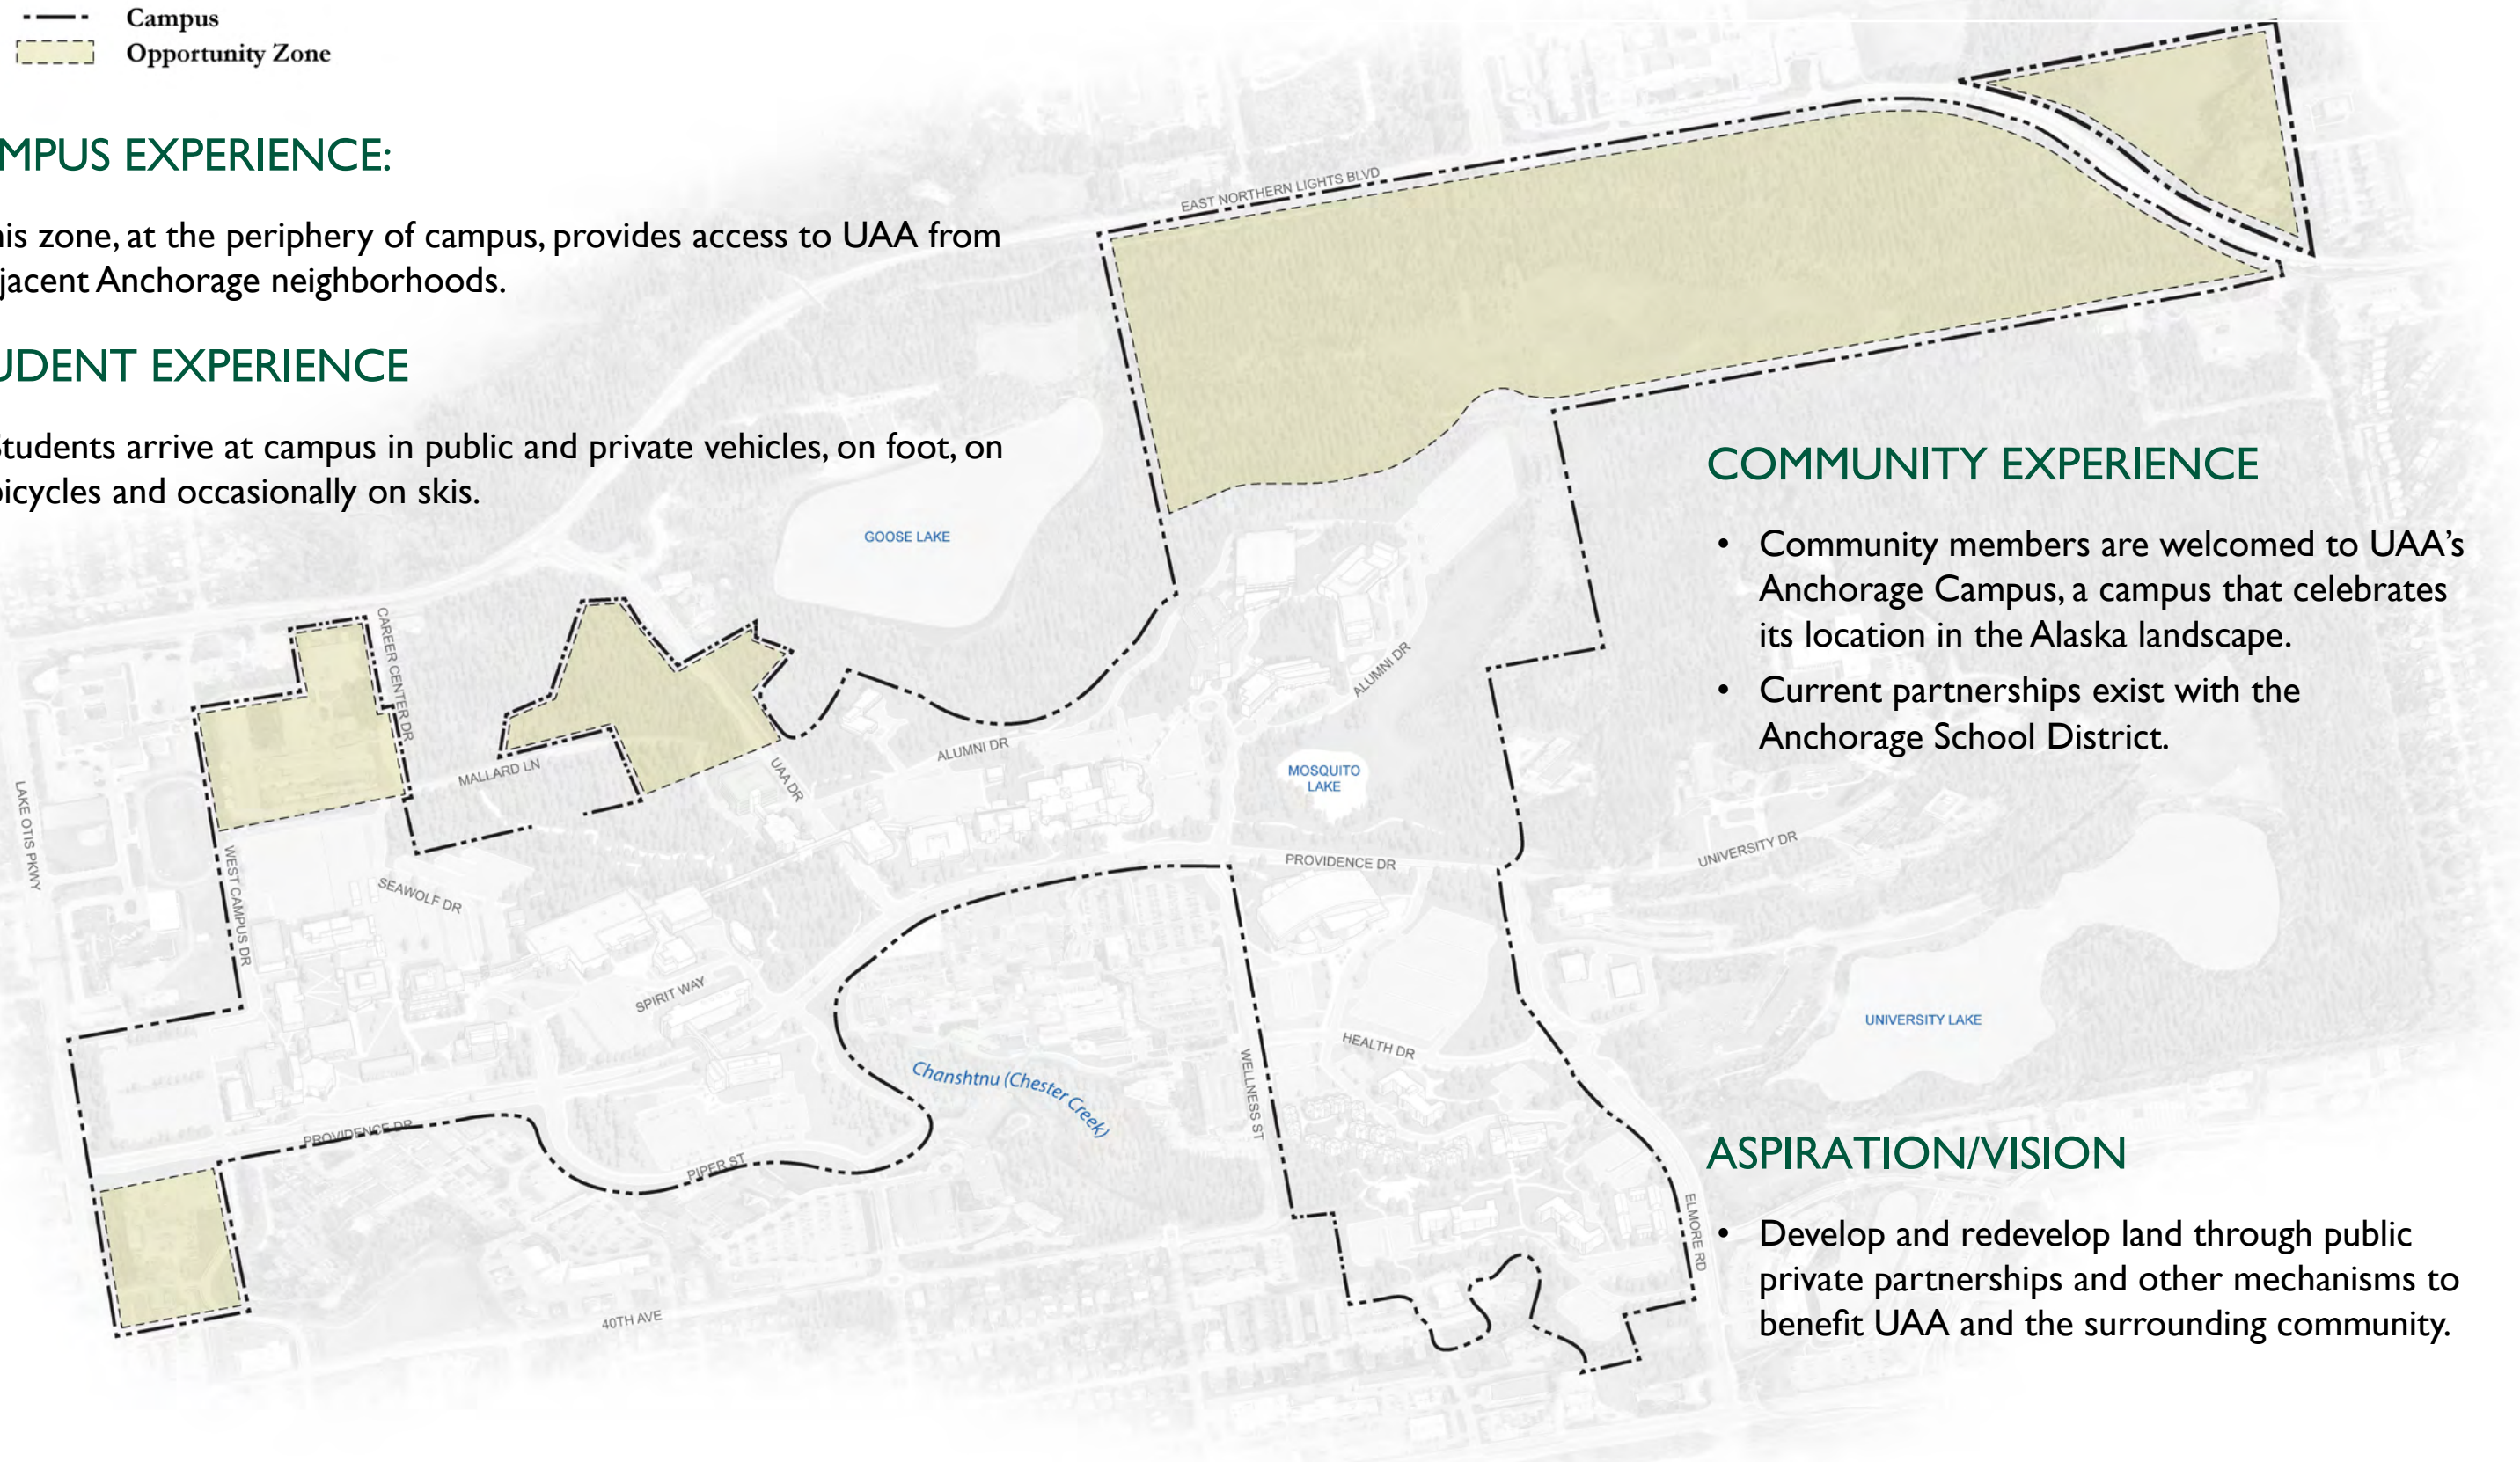 Campus
Opportunity Zone
MPUS EXPERIENCE:
his zone, at the periphery of campus, provides access to UAA from
jacent Anchorage neighborhoods.
UDENT EXPERIENCE
Students arrive at campus in public and private vehicles, on foot, on
bicycles and occasionally on skis.
EAST NORTHERN LIGHTS BLVD
GOOSE LAKE
CAREER CENTER DR
MALLARD LN
UAA DR
ALUMNI DR
ALUMNI DR
MOSQUITO
LAKE
LAKE OTIS PKWY
WEST CAMPUS DR
SEAWOLF DR
PROVIDENCE DR
UNIVERSITY DR
SPIRIT WAY
Chanshtnu (Chester Creek)
WELLNESS ST
HEALTH DR
UNIVERSITY LAKE
PROVIDENCE DR
PIPER ST
ELMORE RD
40TH AVE
COMMUNITY EXPERIENCE
• Community members are welcomed to UAA’s
Anchorage Campus, a campus that celebrates
its location in the Alaska landscape.
• Current partnerships exist with the
Anchorage School District.
ASPIRATION/VISION
• Develop and redevelop land through public
private partnerships and other mechanisms to
benefit UAA and the surrounding community.